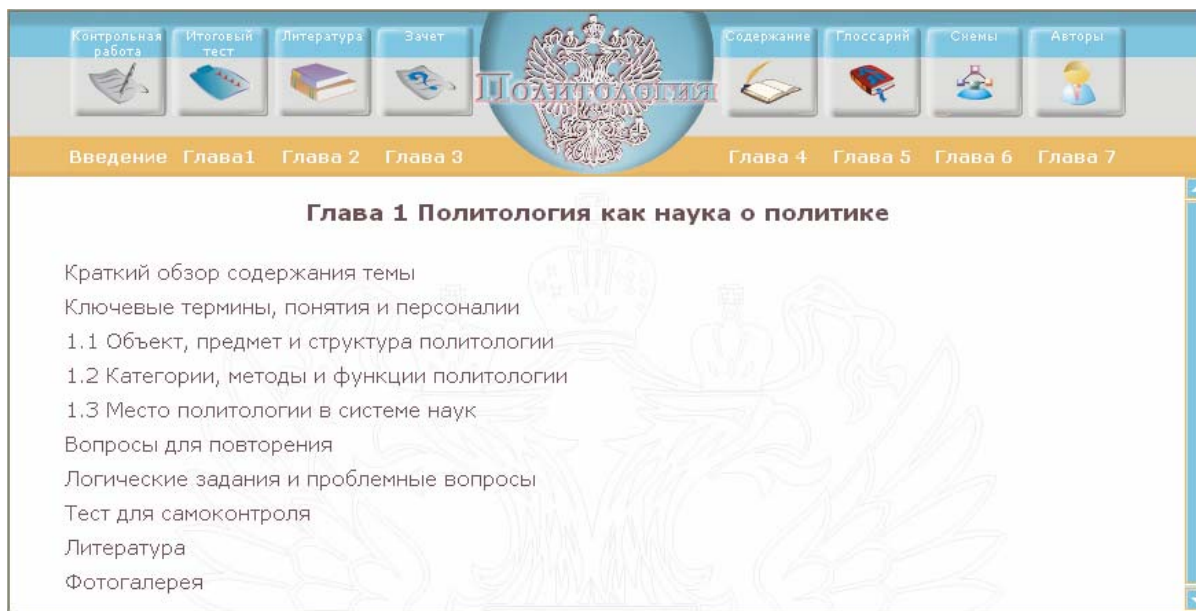 Контрольная работа
Итоговый тест
Литература
Зачет
Политология
Содержание
Глоссарий
Схемы
Авторы
Введение Глава1 Глава 2 Глава 3 Глава 4 Глава 5 Глава 6 Глава 7
Глава 1 Политология как наука о политике
Краткий обзор содержания темы
Ключевые термины, понятия и персоналии
1.1 Объект, предмет и структура политологии
1.2 Категории, методы и функции политологии
1.3 Место политологии в системе наук
Вопросы для повторения
Логические задания и проблемные вопросы
Тест для самоконтроля
Литература
Фотогалерея